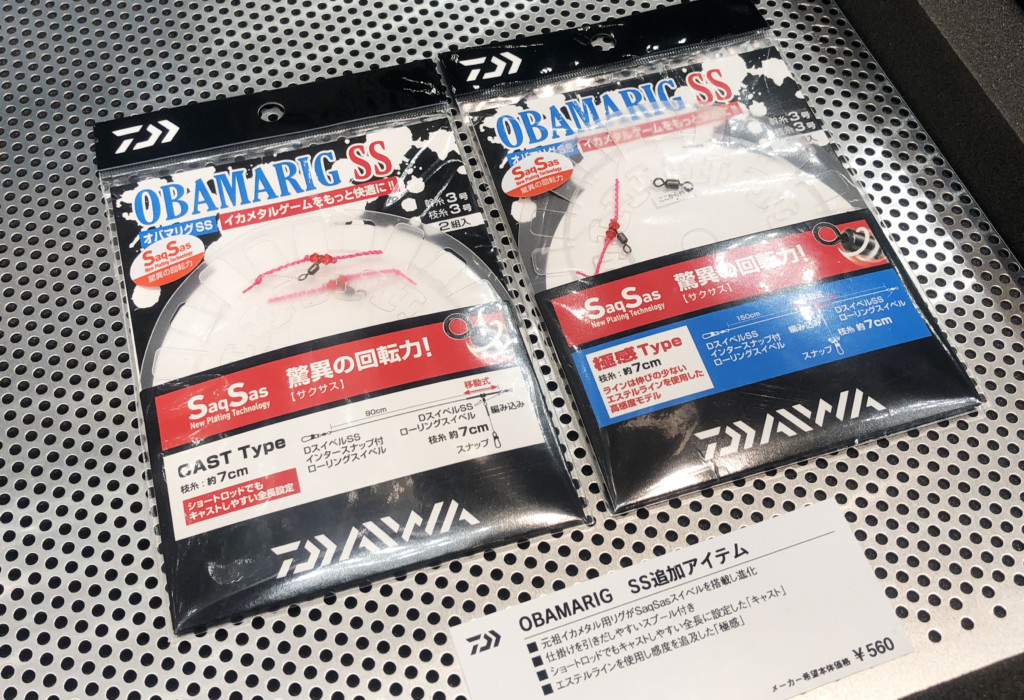 DAIWA
OBAMARIG SS
オバマリグSS
イカメタルゲームをもっと快適に!!
SaqSas
New Plating Technology
驚異の回転力
幹糸3号
枝糸3号
2組入
SaqSas
New Plating Technology
驚異の回転力!
[サクサス]
CAST Type
枝糸:約7cm
ショートロッドでも
キャストしやすい全長設定
90cm
移動式
DスイベルSS
インタースナップ付
ローリングスイベル
DスイベルSS
ローリングスイベル
編み込み
枝糸 約7cm
スナップ
DAIWA
OBAMARIG SS
オバマリグSS
イカメタルゲームをもっと
SaqSas
驚異の回転力
幹糸3号
枝糸3号
SaqSas
New Plating Technology
驚異の回転力!
[サクサス]
極感 Type
枝糸:約7cm
ラインは伸びの少ない
エステルラインを使用した
高感度モデル
150cm
DスイベルSS
インタースナップ付
ローリングスイベル
編み込み
DスイベルSS
ローリングスイベル
枝糸 約7cm
スナップ
DAIWA
OBAMARIG SS追加アイテム
■ 元祖イカメタル用リグがSaqSasスイベルを搭載し進化
■ 仕掛けを引きだしやすいスプール付き
■ ショートロッドでもキャストしやすい全長に設定した「キャスト」
■ エステルラインを使用し感度を追及した「極感」
メーカー希望本体価格 ¥560